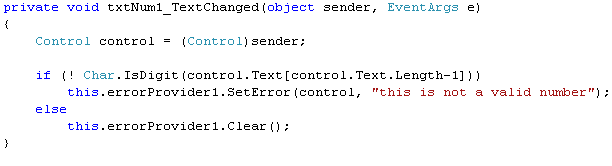 private void txtNum1_TextChanged(object sender, EventArgs e)
{
    Control control = (Control)sender;

    if (! Char.IsDigit(control.Text[control.Text.Length-1]))
        this.errorProvider1.SetError(control, "this is not a valid number");
    else
        this.errorProvider1.Clear();
}